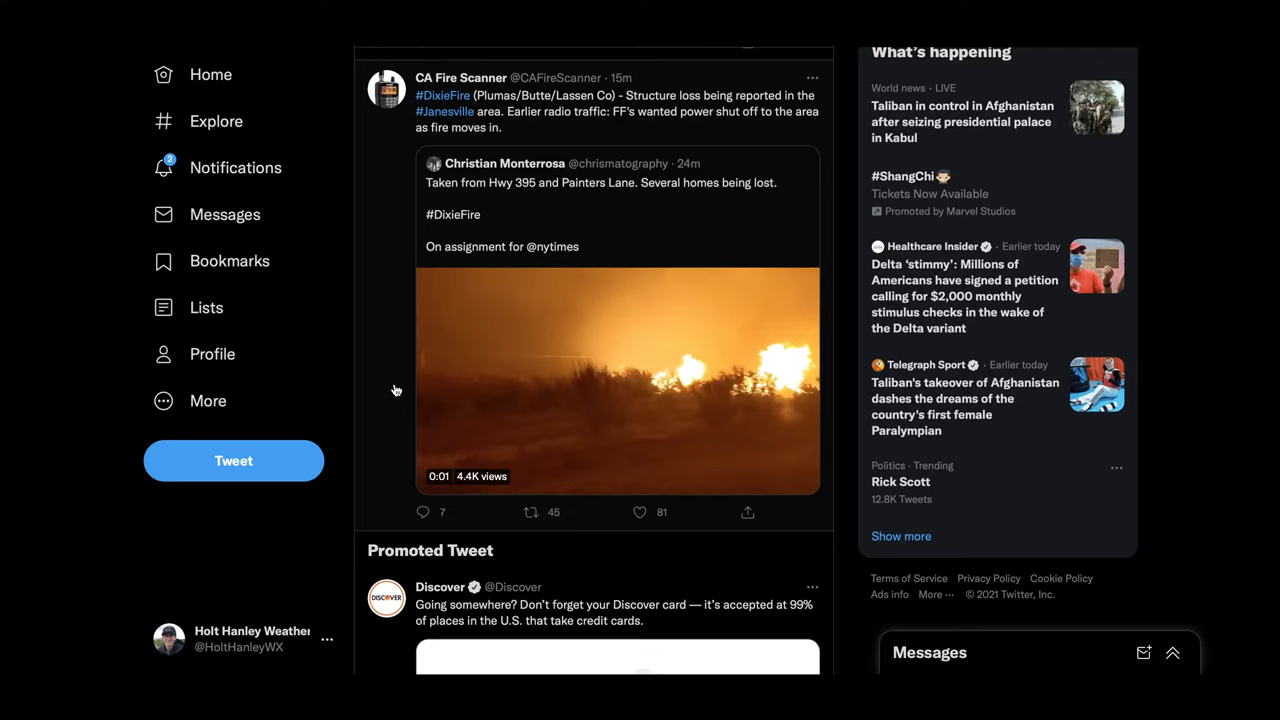 Home
Explore
2
Notifications
Messages
Bookmarks
Lists
Profile
More
Tweet
Holt Hanley Weather
@HoltHanleyWX
CA Fire Scanner @CAFireScanner · 15m
#DixieFire (Plumas/Butte/Lassen Co) - Structure loss being reported in the
#Janesville area. Earlier radio traffic: FF's wanted power shut off to the area
as fire moves in.
Christian Monterrosa @chrismatography · 24m
Taken from Hwy 395 and Painters Lane. Several homes being lost.
#DixieFire
On assignment for @nytimes
0:01 4.4K views
7 45 81
Promoted Tweet
DISCOVER
Discover @Discover
Going somewhere? Don't forget your Discover card — it's accepted at 99%
of places in the U.S. that take credit cards.
What's happening
World news · LIVE
Taliban in control in Afghanistan
after seizing presidential palace
in Kabul
#ShangChi
Tickets Now Available
Promoted by Marvel Studios
Healthcare Insider · Earlier today
Delta 'stimmy': Millions of
Americans have signed a petition
calling for $2,000 monthly
stimulus checks in the wake of
the Delta variant
Telegraph Sport · Earlier today
Taliban's takeover of Afghanistan
dashes the dreams of the
country's first female
Paralympian
Politics · Trending
Rick Scott
12.8K Tweets
Show more
Terms of Service Privacy Policy Cookie Policy
Ads info More ··· © 2021 Twitter, Inc.
Messages